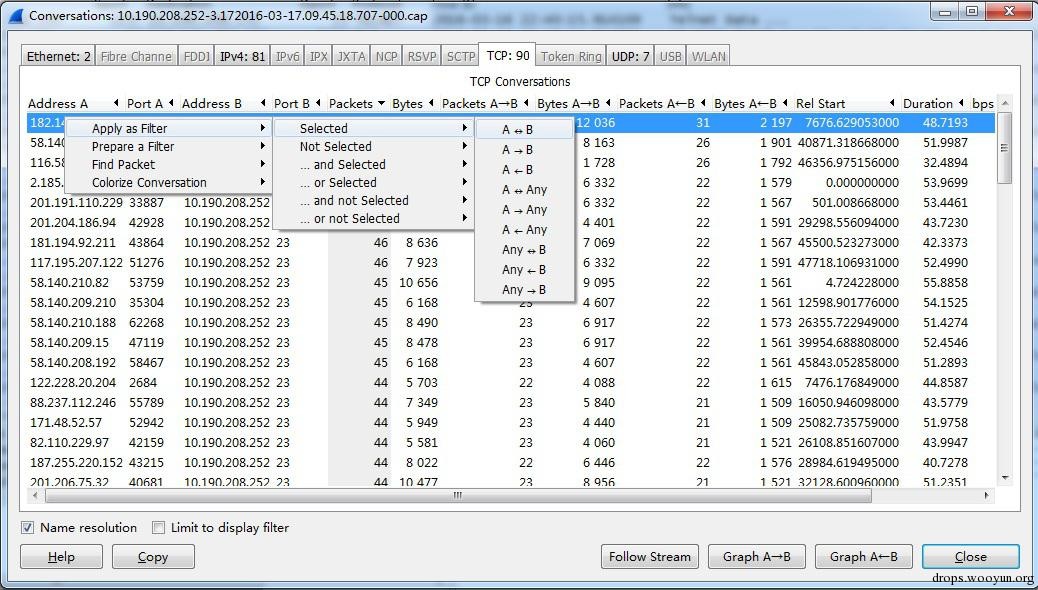 Conversations: 10.190.208.252-3.172016-03-17.09.45.18.707-000.cap
Ethernet: 2 Fibre Channel FDDI IPv4: 81 IPv6 IPX JXTA NCP RSVP SCTP TCP: 90 Token Ring UDP: 7 USB WLAN
TCP Conversations
Address A Port A Address B Port B Packets Bytes Packets A→B Bytes A→B Packets A←B Bytes A←B Rel Start Duration bps
182.1 12 036 31 2 197 7676.629053000 48.7193
58.140 8 163 26 1 901 40871.318668000 51.9987
116.58 1 728 26 1 792 46356.975156000 32.4894
2.185. 6 332 22 1 579 0.000000000 53.9699
201.191.110.229 33887 10.190.208.252 6 332 22 1 567 501.008668000 53.4461
201.204.186.94 42928 10.190.208.252 4 401 22 1 591 29298.556094000 43.7230
181.194.92.211 43864 10.190.208.252 23 46 8 636 7 069 22 1 567 45500.523273000 42.3373
117.195.207.122 51276 10.190.208.252 23 46 7 923 6 332 22 1 591 47718.106931000 52.4990
58.140.210.82 53759 10.190.208.252 23 45 10 656 9 095 22 1 561 4.724228000 55.8858
58.140.209.210 35304 10.190.208.252 23 45 6 168 23 4 607 22 1 561 12598.901776000 54.1525
58.140.210.188 62268 10.190.208.252 23 45 8 490 23 6 917 22 1 573 26355.722949000 51.4274
58.140.209.15 47119 10.190.208.252 23 45 8 478 23 6 917 22 1 561 39954.688808000 52.4546
58.140.208.192 58467 10.190.208.252 23 45 6 168 23 4 607 22 1 561 45843.052858000 51.2893
122.228.20.204 2684 10.190.208.252 23 44 5 703 22 4 088 22 1 615 7476.176849000 44.8587
88.237.112.246 55789 10.190.208.252 23 44 7 349 23 5 840 21 1 509 16050.946098000 43.5779
171.48.52.57 52942 10.190.208.252 23 44 5 949 23 4 440 21 1 509 25082.735759000 51.9758
82.110.229.97 42159 10.190.208.252 23 44 5 581 23 4 060 21 1 521 26108.851607000 43.9947
187.255.220.152 43215 10.190.208.252 23 44 8 022 22 6 446 22 1 576 28984.619495000 40.7278
201.206.75.32 40681 10.190.208.252 23 44 10 477 23 8 956 21 1 521 32128.600960000 51.2351
Apply as Filter
Prepare a Filter
Find Packet
Colorize Conversation
Selected
Not Selected
... and Selected
... or Selected
... and not Selected
... or not Selected
A ↔ B
A → B
A ← B
A ↔ Any
A → Any
A ← Any
Any ↔ B
Any ← B
Any → B
Name resolution Limit to display filter
Help Copy Follow Stream Graph A→B Graph A←B Close
drops.wooyun.org